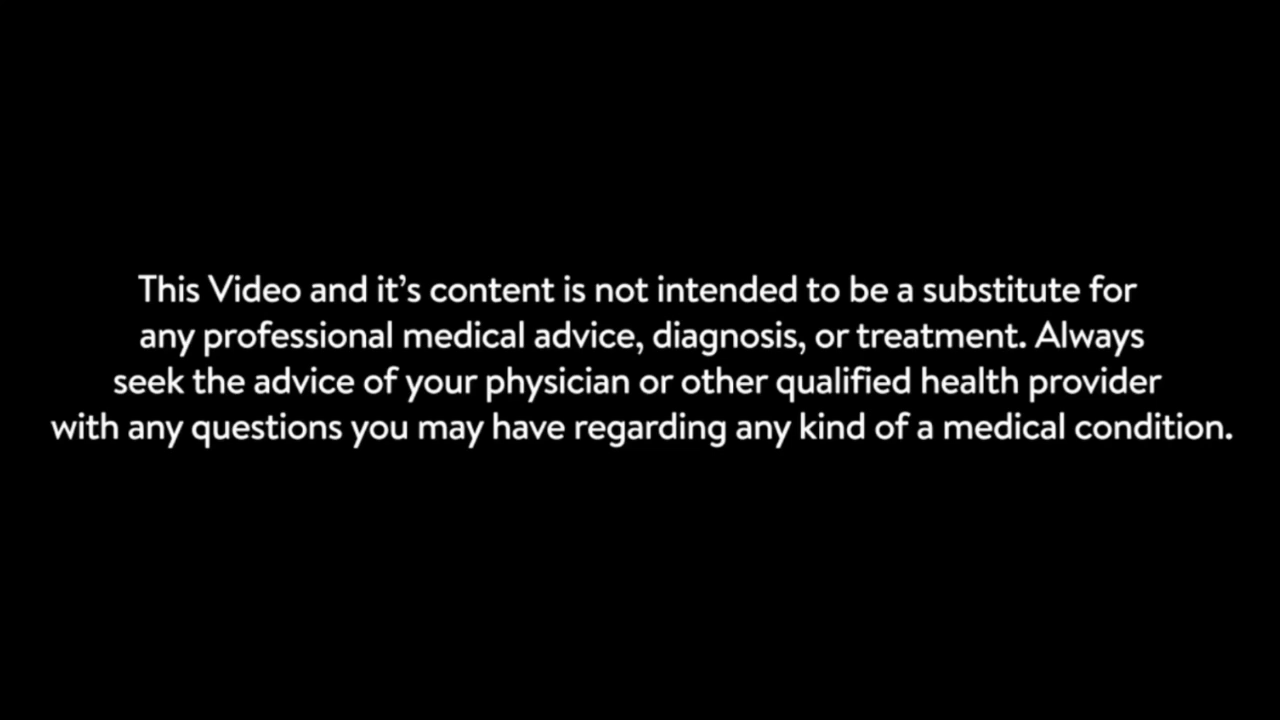 This Video and it’s content is not intended to be a substitute for
any professional medical advice, diagnosis, or treatment. Always
seek the advice of your physician or other qualified health provider
with any questions you may have regarding any kind of a medical condition.